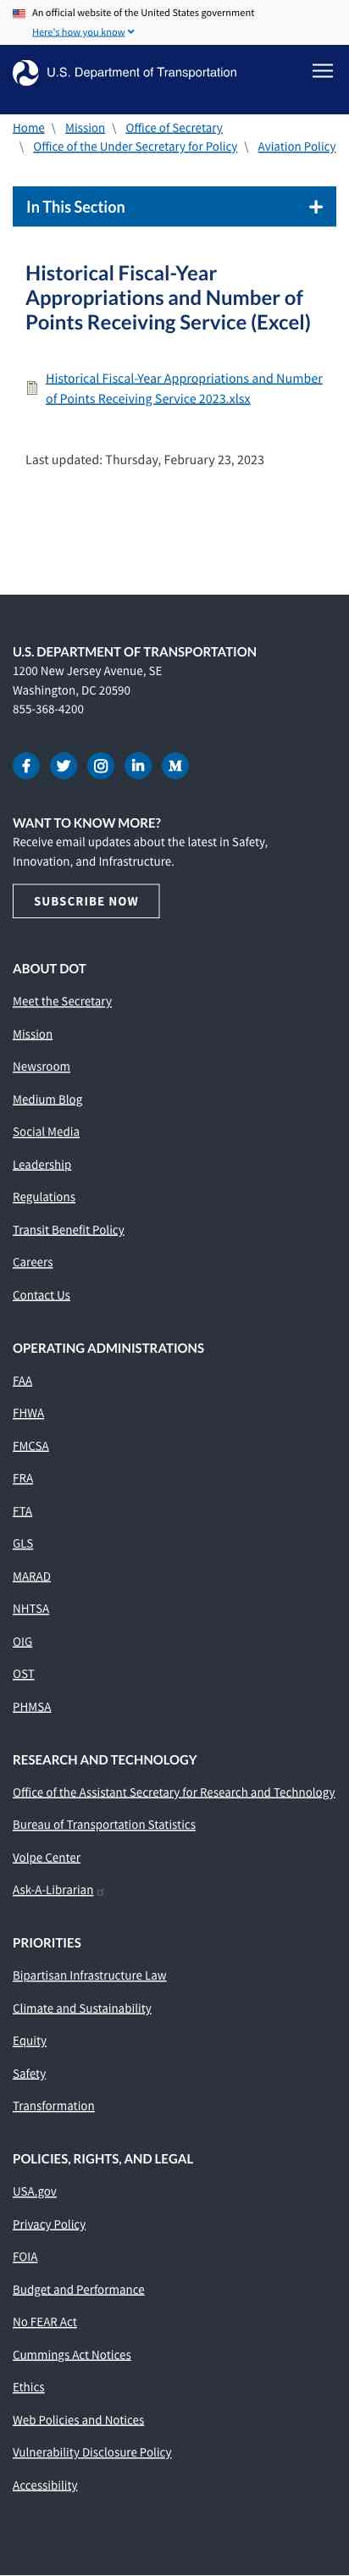 An official website of the United States government
Here's how you know
U.S. Department of Transportation
Home \ Mission \ Office of Secretary
\ Office of the Under Secretary for Policy \ Aviation Policy
In This Section
Historical Fiscal-Year
Appropriations and Number of
Points Receiving Service (Excel)
Historical Fiscal-Year Appropriations and Number
of Points Receiving Service 2023.xlsx
Last updated: Thursday, February 23, 2023
U.S. DEPARTMENT OF TRANSPORTATION
1200 New Jersey Avenue, SE
Washington, DC 20590
855-368-4200
WANT TO KNOW MORE?
Receive email updates about the latest in Safety,
Innovation, and Infrastructure.
SUBSCRIBE NOW
ABOUT DOT
Meet the Secretary
Mission
Newsroom
Medium Blog
Social Media
Leadership
Regulations
Transit Benefit Policy
Careers
Contact Us
OPERATING ADMINISTRATIONS
FAA
FHWA
FMCSA
FRA
FTA
GLS
MARAD
NHTSA
OIG
OST
PHMSA
RESEARCH AND TECHNOLOGY
Office of the Assistant Secretary for Research and Technology
Bureau of Transportation Statistics
Volpe Center
Ask-A-Librarian
PRIORITIES
Bipartisan Infrastructure Law
Climate and Sustainability
Equity
Safety
Transformation
POLICIES, RIGHTS, AND LEGAL
USA.gov
Privacy Policy
FOIA
Budget and Performance
No FEAR Act
Cummings Act Notices
Ethics
Web Policies and Notices
Vulnerability Disclosure Policy
Accessibility